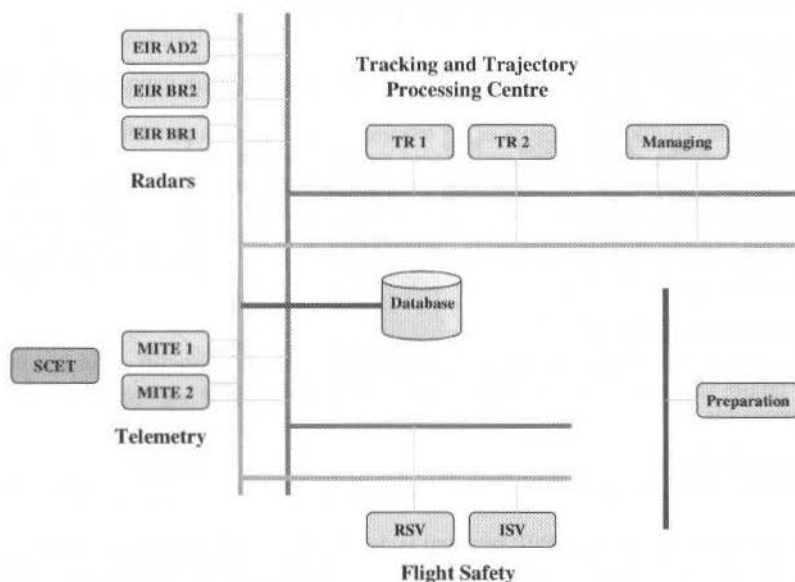 EIR AD2
EIR BR2
EIR BR1
Radars
Tracking and Trajectory
Processing Centre
TR 1
TR 2
Managing
Database
SCET
MITE 1
MITE 2
Telemetry
Preparation
RSV
ISV
Flight Safety